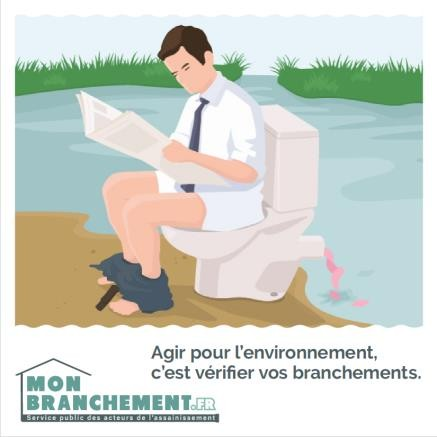 Agir pour l'environnement,
c'est vérifier vos branchements.
MON
BRANCHEMENT.FR
Service public des acteurs de l'assainissement